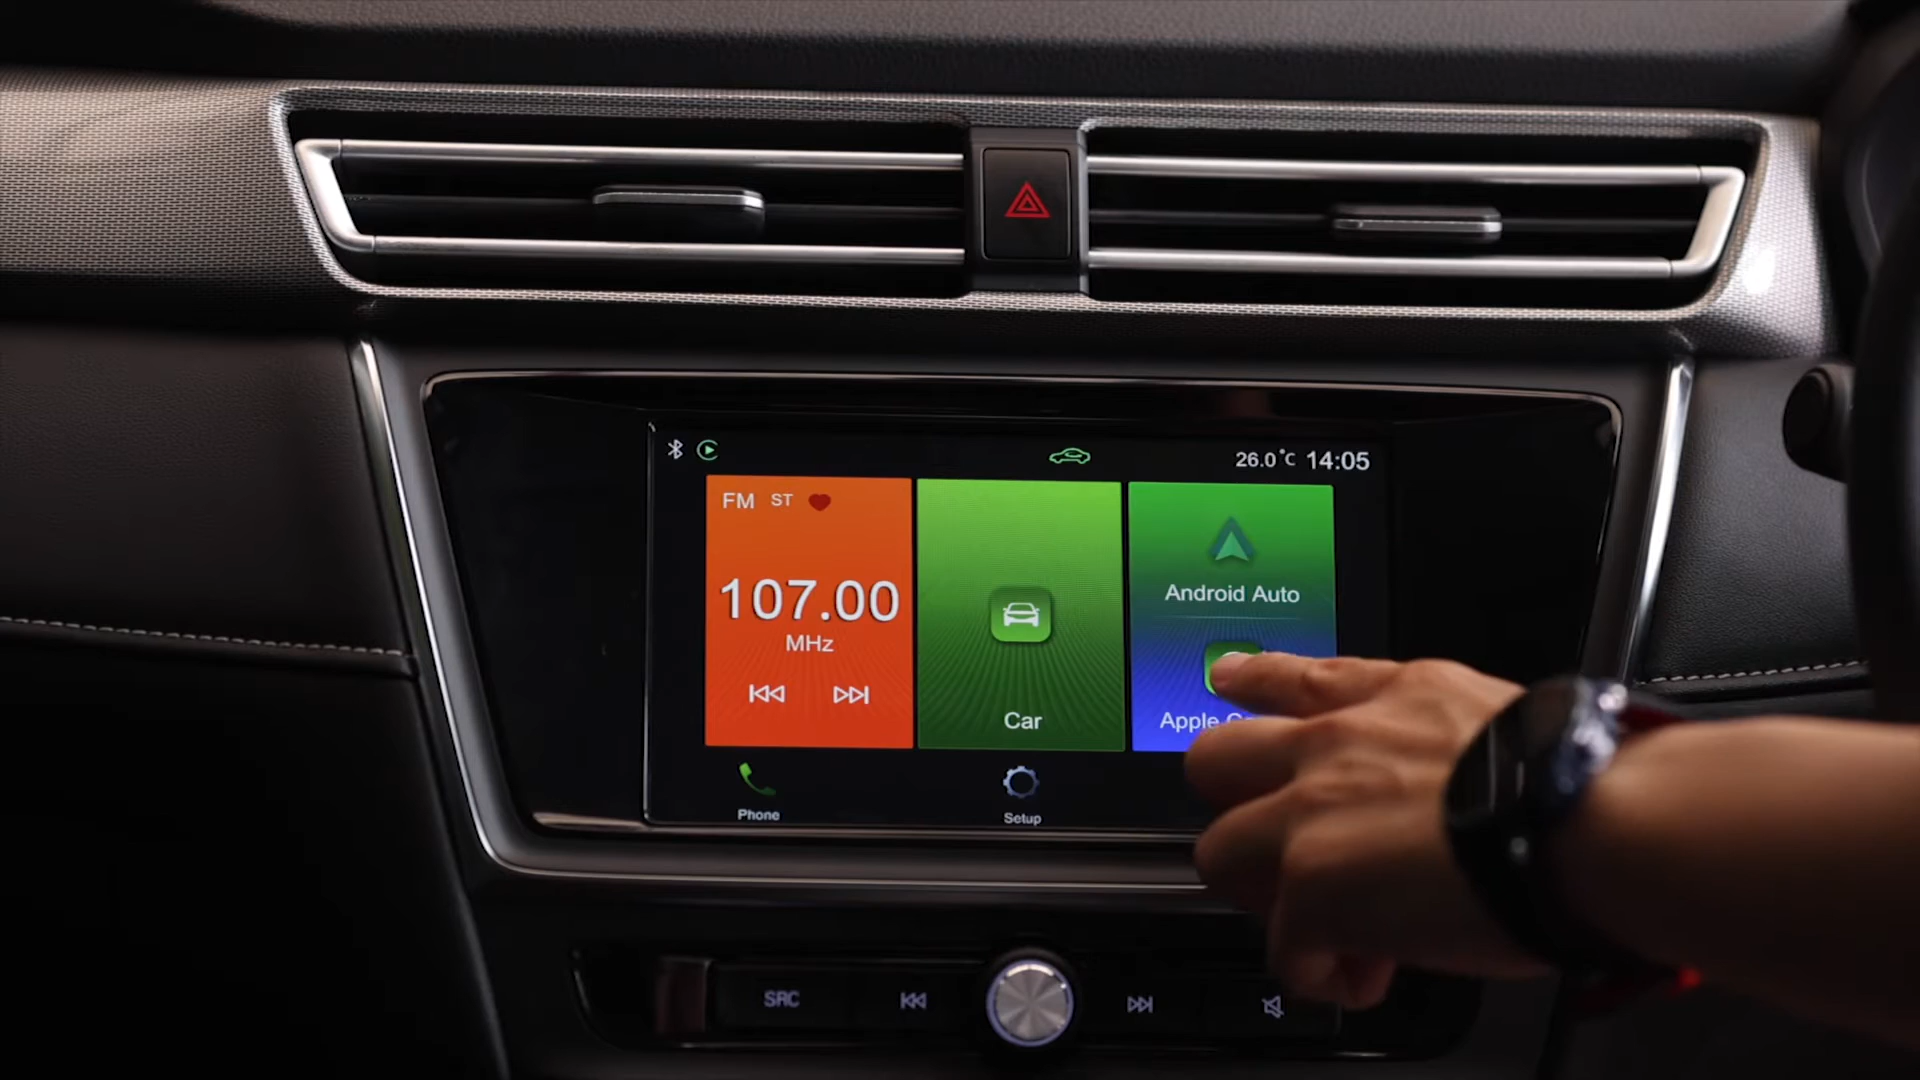 26.0°C 14:05
FM ST
107.00
MHz
Car
Android Auto
Apple
Phone
Setup
SRC